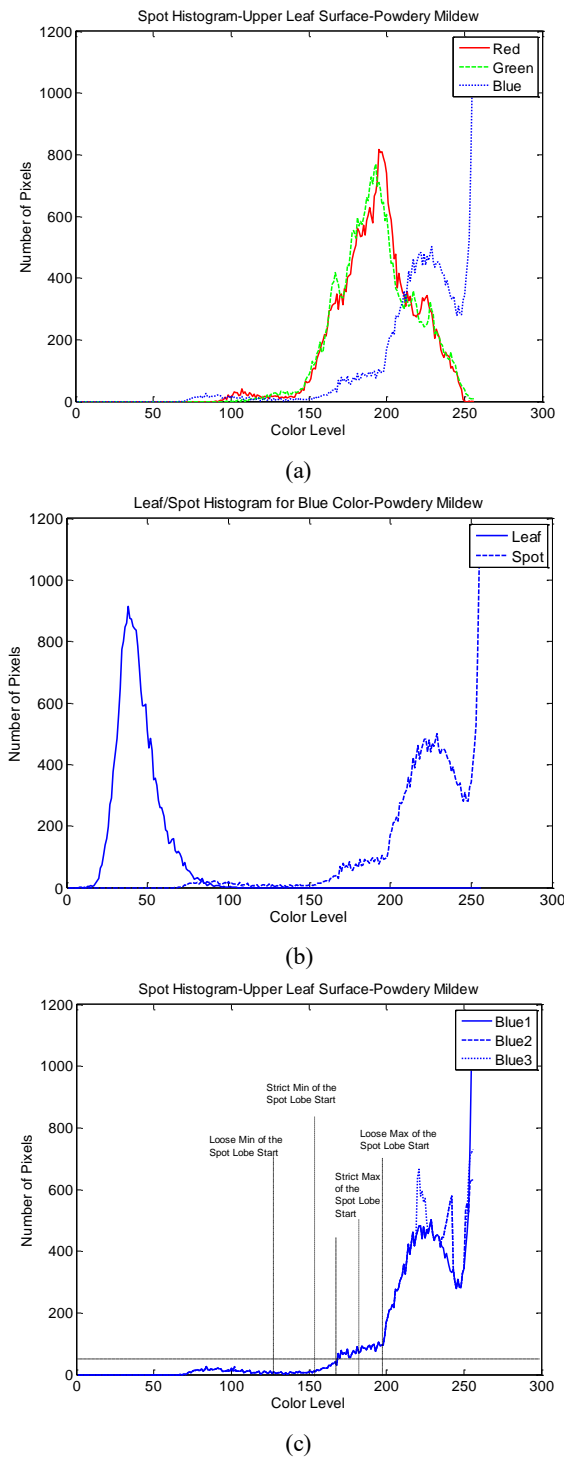 Spot Histogram-Upper Leaf Surface-Powdery Mildew
1200
1000
800
600
400
200
0
Number of Pixels
Red
Green
Blue
0 50 100 150 200 250 300
Color Level
(a)
Leaf/Spot Histogram for Blue Color-Powdery Mildew
1200
1000
800
600
400
200
0
Number of Pixels
Leaf
Spot
0 50 100 150 200 250 300
Color Level
(b)
Spot Histogram-Upper Leaf Surface-Powdery Mildew
1200
1000
800
600
400
200
0
Number of Pixels
Blue1
Blue2
Blue3
Strict Min of the
Spot Lobe Start
Loose Min of the
Spot Lobe Start
Loose Max of the
Spot Lobe Start
Strict Max
of the
Spot Lobe
Start
0 50 100 150 200 250 300
Color Level
(c)